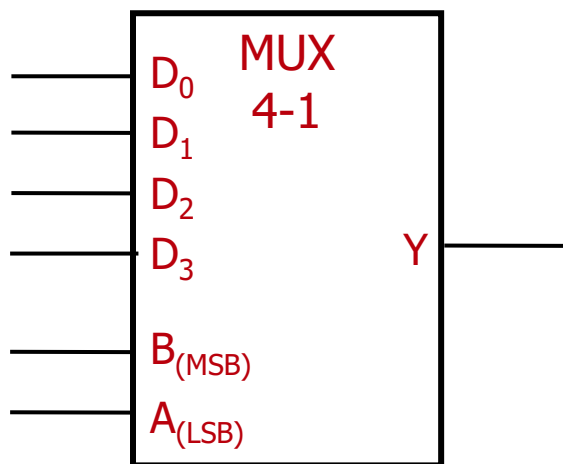 MUX
4-1
D0
D1
D2
D3
Y
B(MSB)
A(LSB)